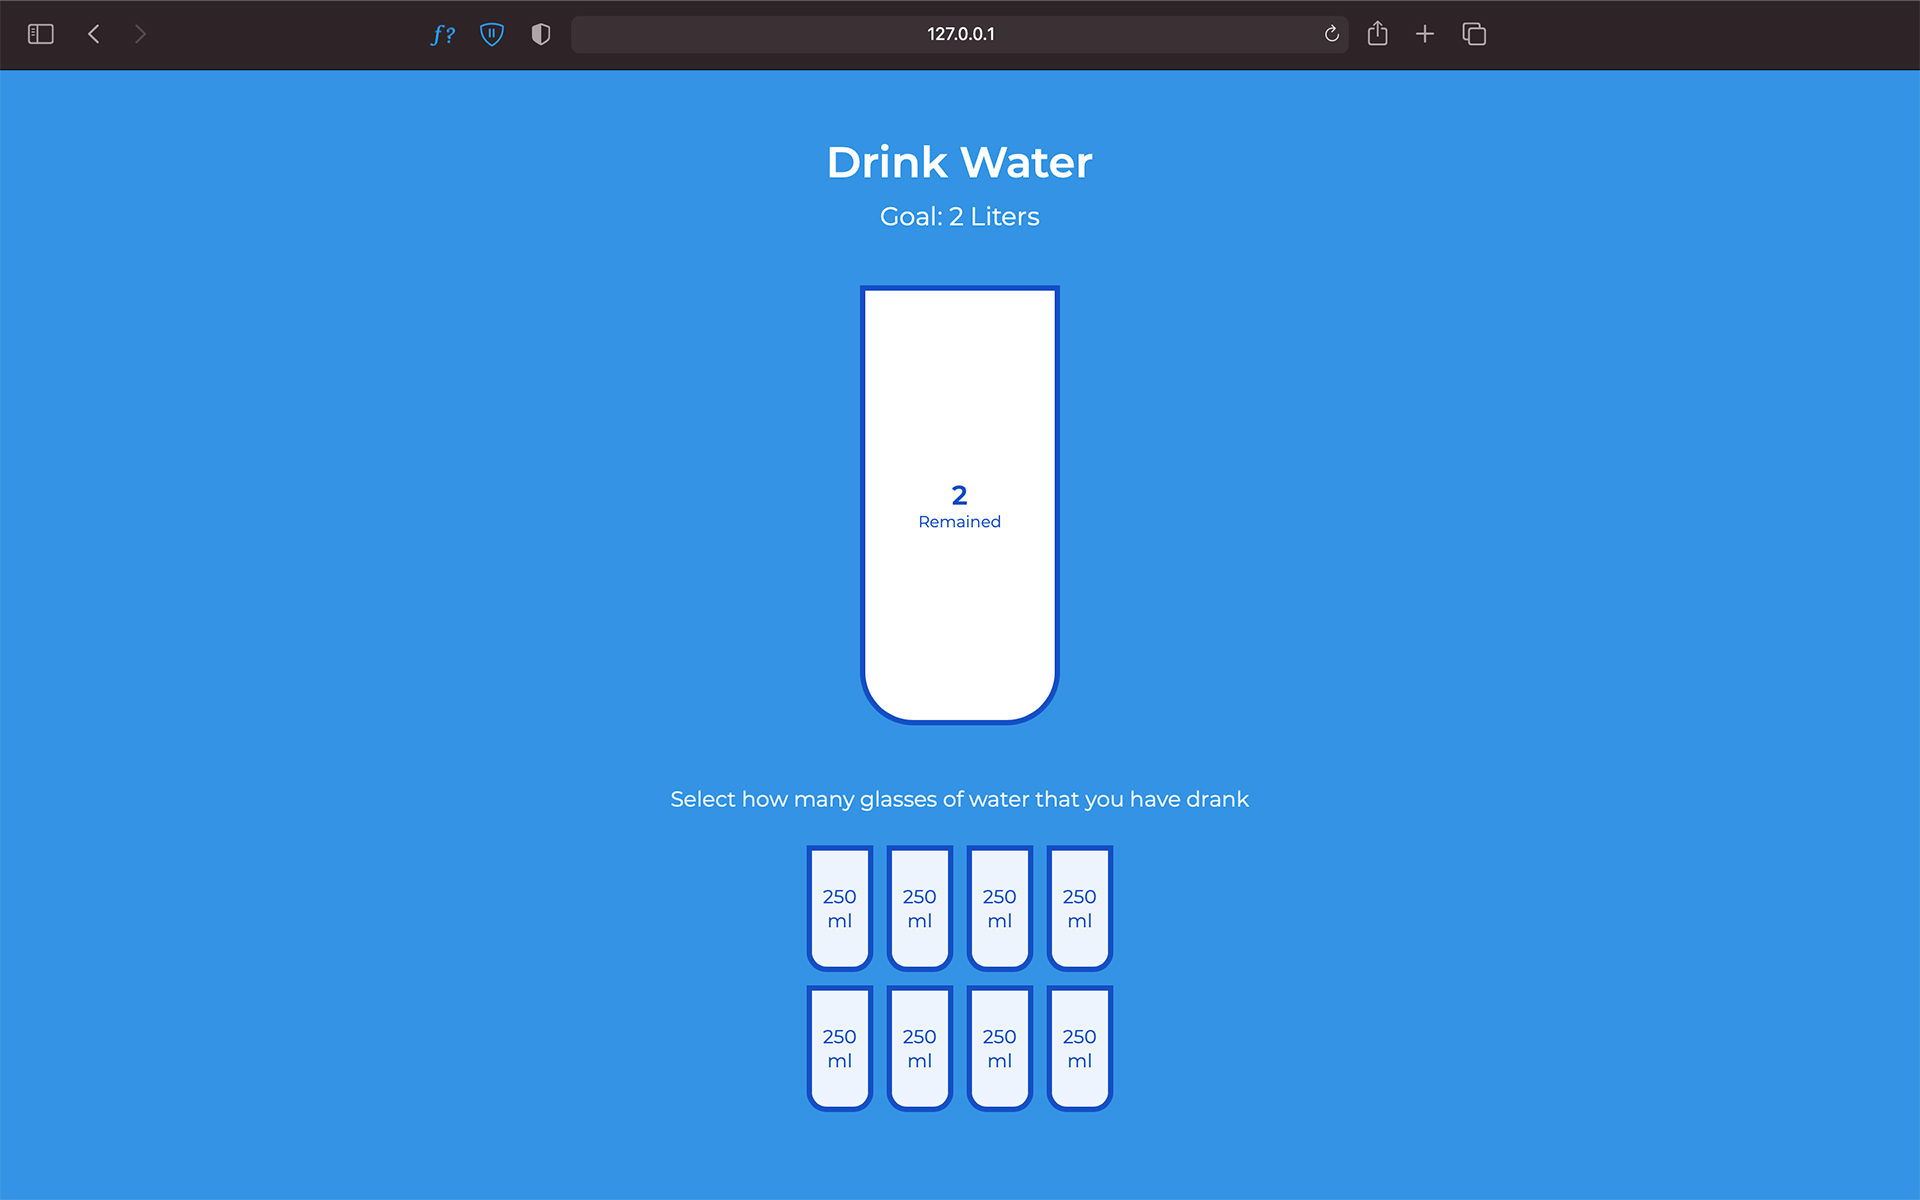 ƒ?
127.0.0.1
Drink Water
Goal: 2 Liters
2
Remained
Select how many glasses of water that you have drank
250 250 250 250
ml ml ml ml
250 250 250 250
ml ml ml ml